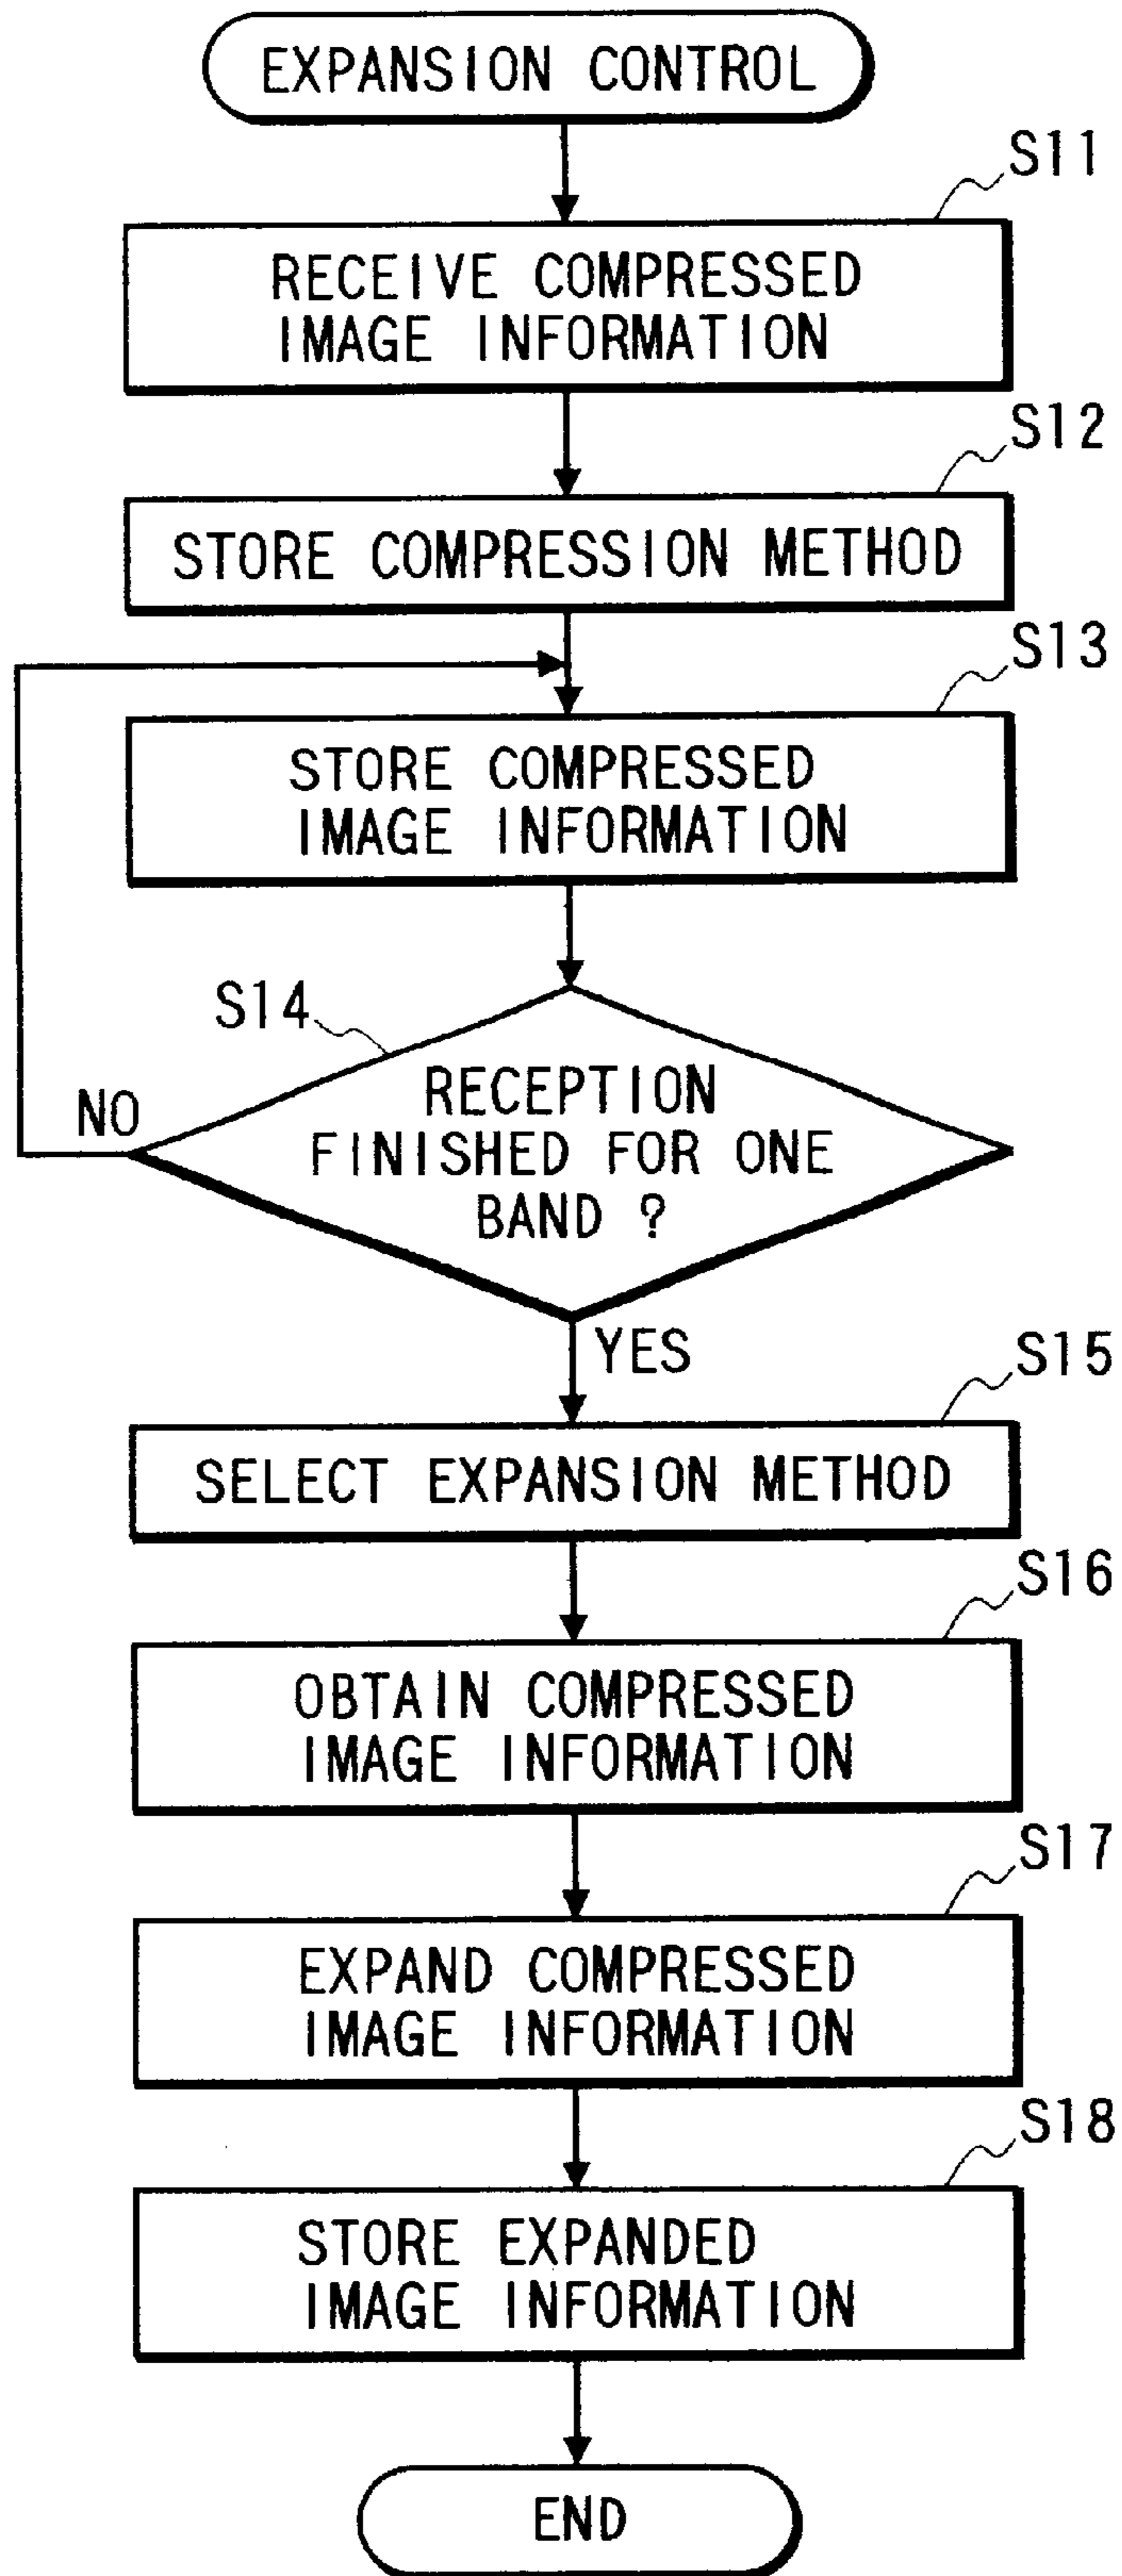 EXPANSION CONTROL
S11
RECEIVE COMPRESSED
IMAGE INFORMATION
S12
STORE COMPRESSION METHOD
S13
STORE COMPRESSED
IMAGE INFORMATION
S14
NO
RECEPTION
FINISHED FOR ONE
BAND ?
YES
S15
SELECT EXPANSION METHOD
S16
OBTAIN COMPRESSED
IMAGE INFORMATION
S17
EXPAND COMPRESSED
IMAGE INFORMATION
S18
STORE EXPANDED
IMAGE INFORMATION
END